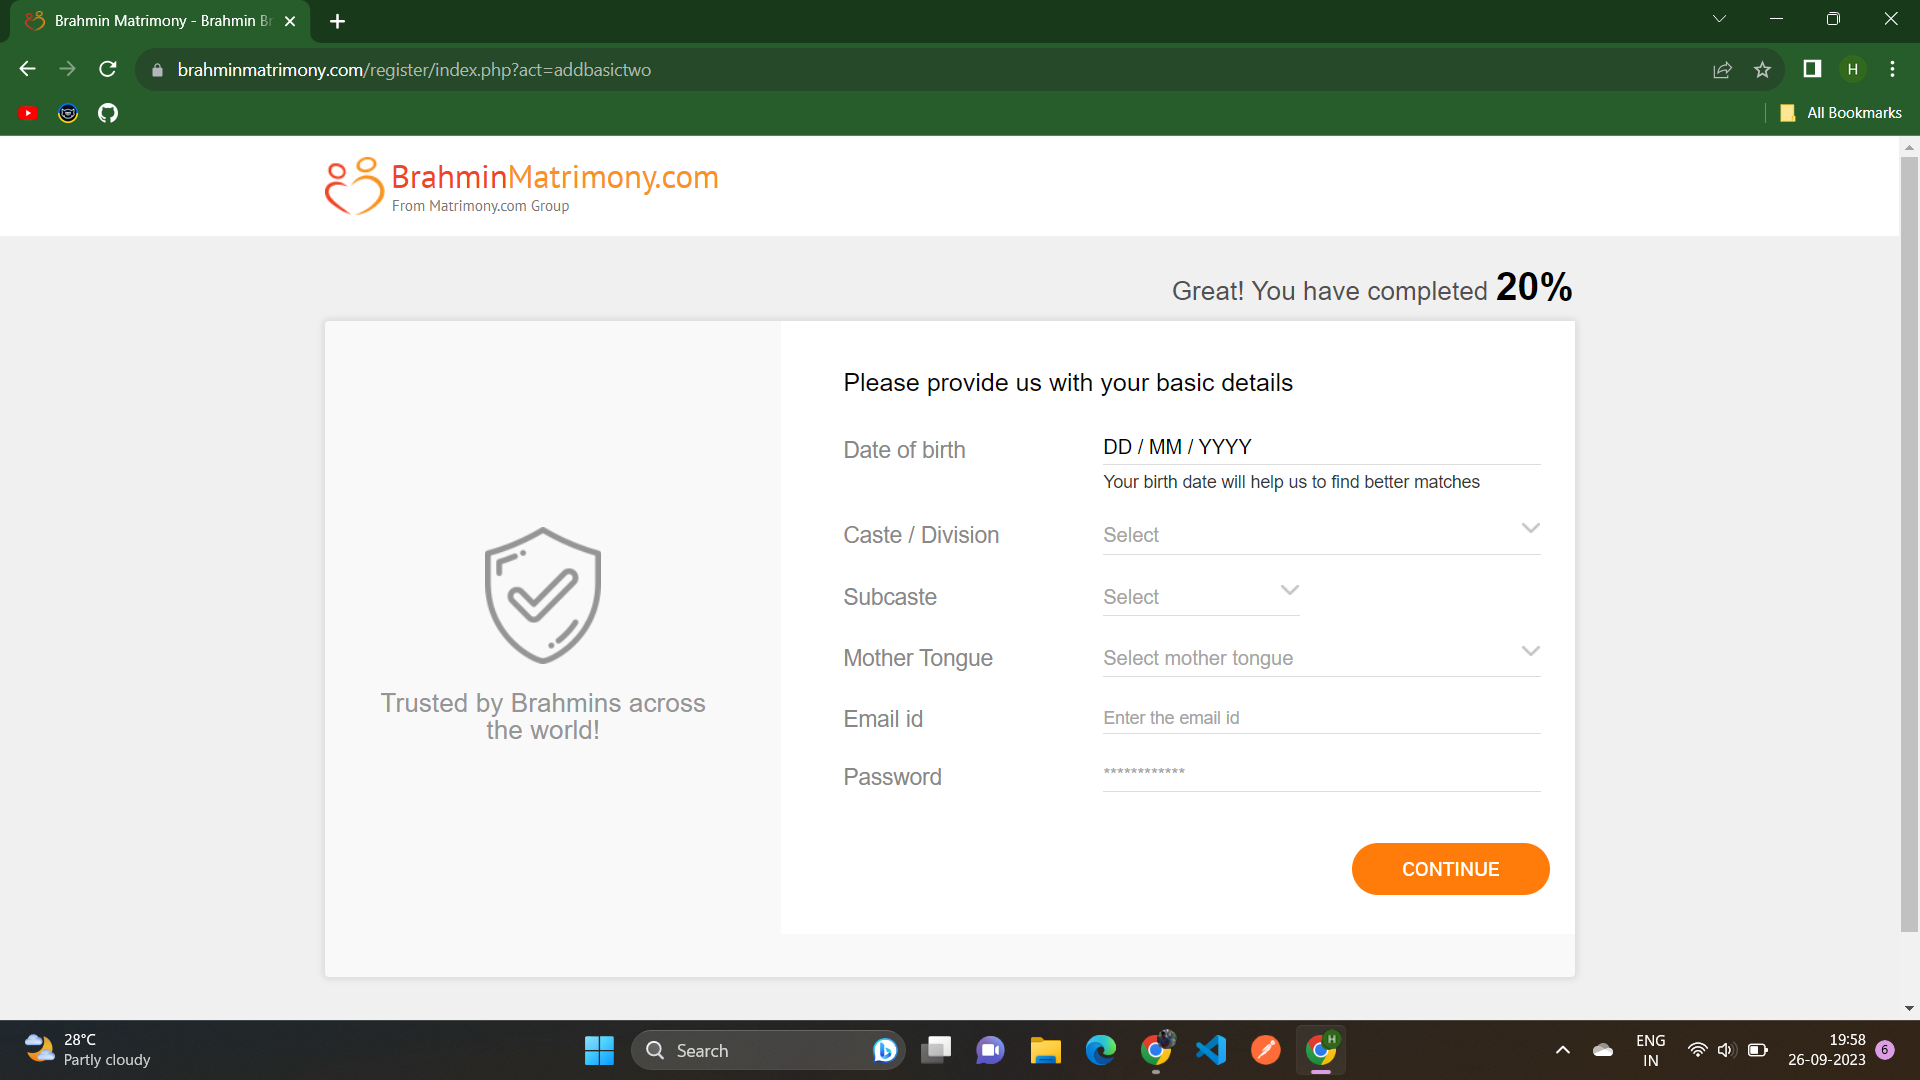 Brahmin Matrimony - Brahmin Br
brahminmatrimony.com/register/index.php?act=addbasictwo
H
All Bookmarks
BrahminMatrimony.com
From Matrimony.com Group
Great! You have completed 20%
Please provide us with your basic details
Date of birth
DD / MM / YYYY
Your birth date will help us to find better matches
Caste / Division
Select
Subcaste
Select
Mother Tongue
Select mother tongue
Email id
Enter the email id
Password
************
CONTINUE
Trusted by Brahmins across
the world!
28°C
Partly cloudy
Search
H
ENG
IN
19:58
26-09-2023
6